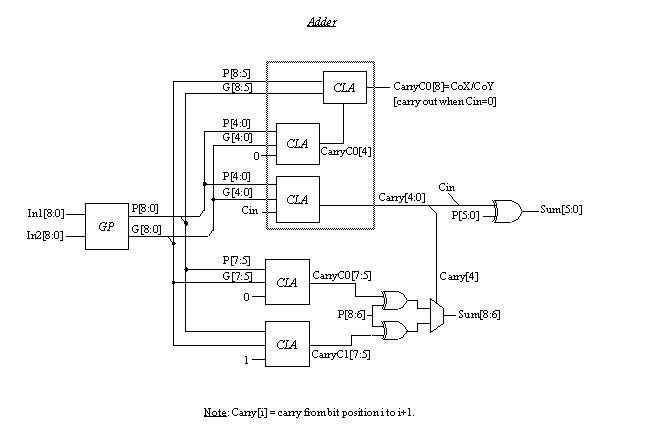 Adder
P[8:5]
G[8:5]
CLA
CarryC0[8]=CoX/CoY
[carry out when Cin=0]
P[4:0]
G[4:0]
CLA
CarryC0[4]
0
P[4:0]
G[4:0]
CLA
Cin
Carry[4:0]
Cin
P[5:0]
Sum[5:0]
In1[8:0]
In2[8:0]
GP
P[8:0]
G[8:0]
P[7:5]
G[7:5]
CLA
0
CarryC0[7:5]
Carry[4]
P[8:6]
Sum[8:6]
CLA
1
CarryC1[7:5]
Note: Carry[i] = carry from bit position i to i+1.